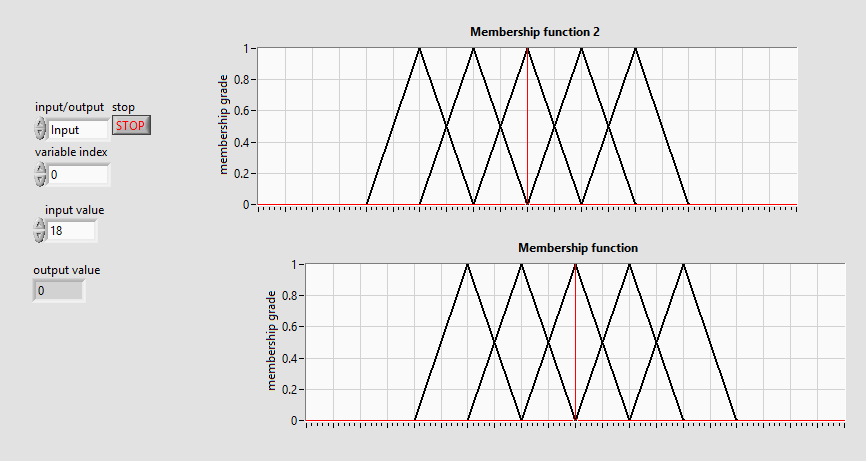 Membership function 2
membership grade
1
0.8
0.6
0.4
0.2
0
input/output stop
Input STOP
variable index
0
input value
18
output value
0
Membership function
membership grade
1
0.8
0.6
0.4
0.2
0